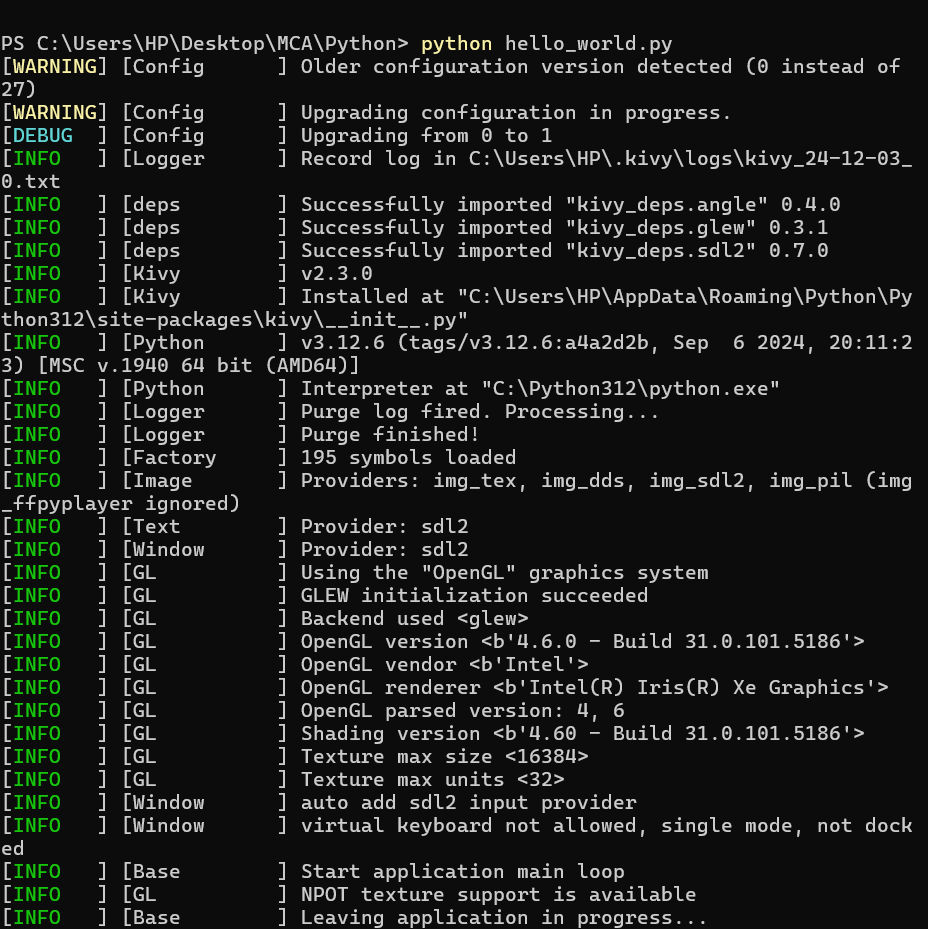 PS C:\Users\HP\Desktop\MCA\Python> python hello_world.py
[WARNING] [Config      ] Older configuration version detected (0 instead of
27)
[WARNING] [Config      ] Upgrading configuration in progress.
[DEBUG  ] [Config      ] Upgrading from 0 to 1
[INFO   ] [Logger      ] Record log in C:\Users\HP\.kivy\logs\kivy_24-12-03_
0.txt
[INFO   ] [deps        ] Successfully imported "kivy_deps.angle" 0.4.0
[INFO   ] [deps        ] Successfully imported "kivy_deps.glew" 0.3.1
[INFO   ] [deps        ] Successfully imported "kivy_deps.sdl2" 0.7.0
[INFO   ] [Kivy        ] v2.3.0
[INFO   ] [Kivy        ] Installed at "C:\Users\HP\AppData\Roaming\Python\Py
thon312\site-packages\kivy\__init__.py"
[INFO   ] [Python      ] v3.12.6 (tags/v3.12.6:a4a2d2b, Sep  6 2024, 20:11:2
3) [MSC v.1940 64 bit (AMD64)]
[INFO   ] [Python      ] Interpreter at "C:\Python312\python.exe"
[INFO   ] [Logger      ] Purge log fired. Processing...
[INFO   ] [Logger      ] Purge finished!
[INFO   ] [Factory     ] 195 symbols loaded
[INFO   ] [Image       ] Providers: img_tex, img_dds, img_sdl2, img_pil (img
_ffpyplayer ignored)
[INFO   ] [Text        ] Provider: sdl2
[INFO   ] [Window      ] Provider: sdl2
[INFO   ] [GL          ] Using the "OpenGL" graphics system
[INFO   ] [GL          ] GLEW initialization succeeded
[INFO   ] [GL          ] Backend used <glew>
[INFO   ] [GL          ] OpenGL version <b'4.6.0 - Build 31.0.101.5186'>
[INFO   ] [GL          ] OpenGL vendor <b'Intel'>
[INFO   ] [GL          ] OpenGL renderer <b'Intel(R) Iris(R) Xe Graphics'>
[INFO   ] [GL          ] OpenGL parsed version: 4, 6
[INFO   ] [GL          ] Shading version <b'4.60 - Build 31.0.101.5186'>
[INFO   ] [GL          ] Texture max size <16384>
[INFO   ] [GL          ] Texture max units <32>
[INFO   ] [Window      ] auto add sdl2 input provider
[INFO   ] [Window      ] virtual keyboard not allowed, single mode, not dock
ed
[INFO   ] [Base        ] Start application main loop
[INFO   ] [GL          ] NPOT texture support is available
[INFO   ] [Base        ] Leaving application in progress...